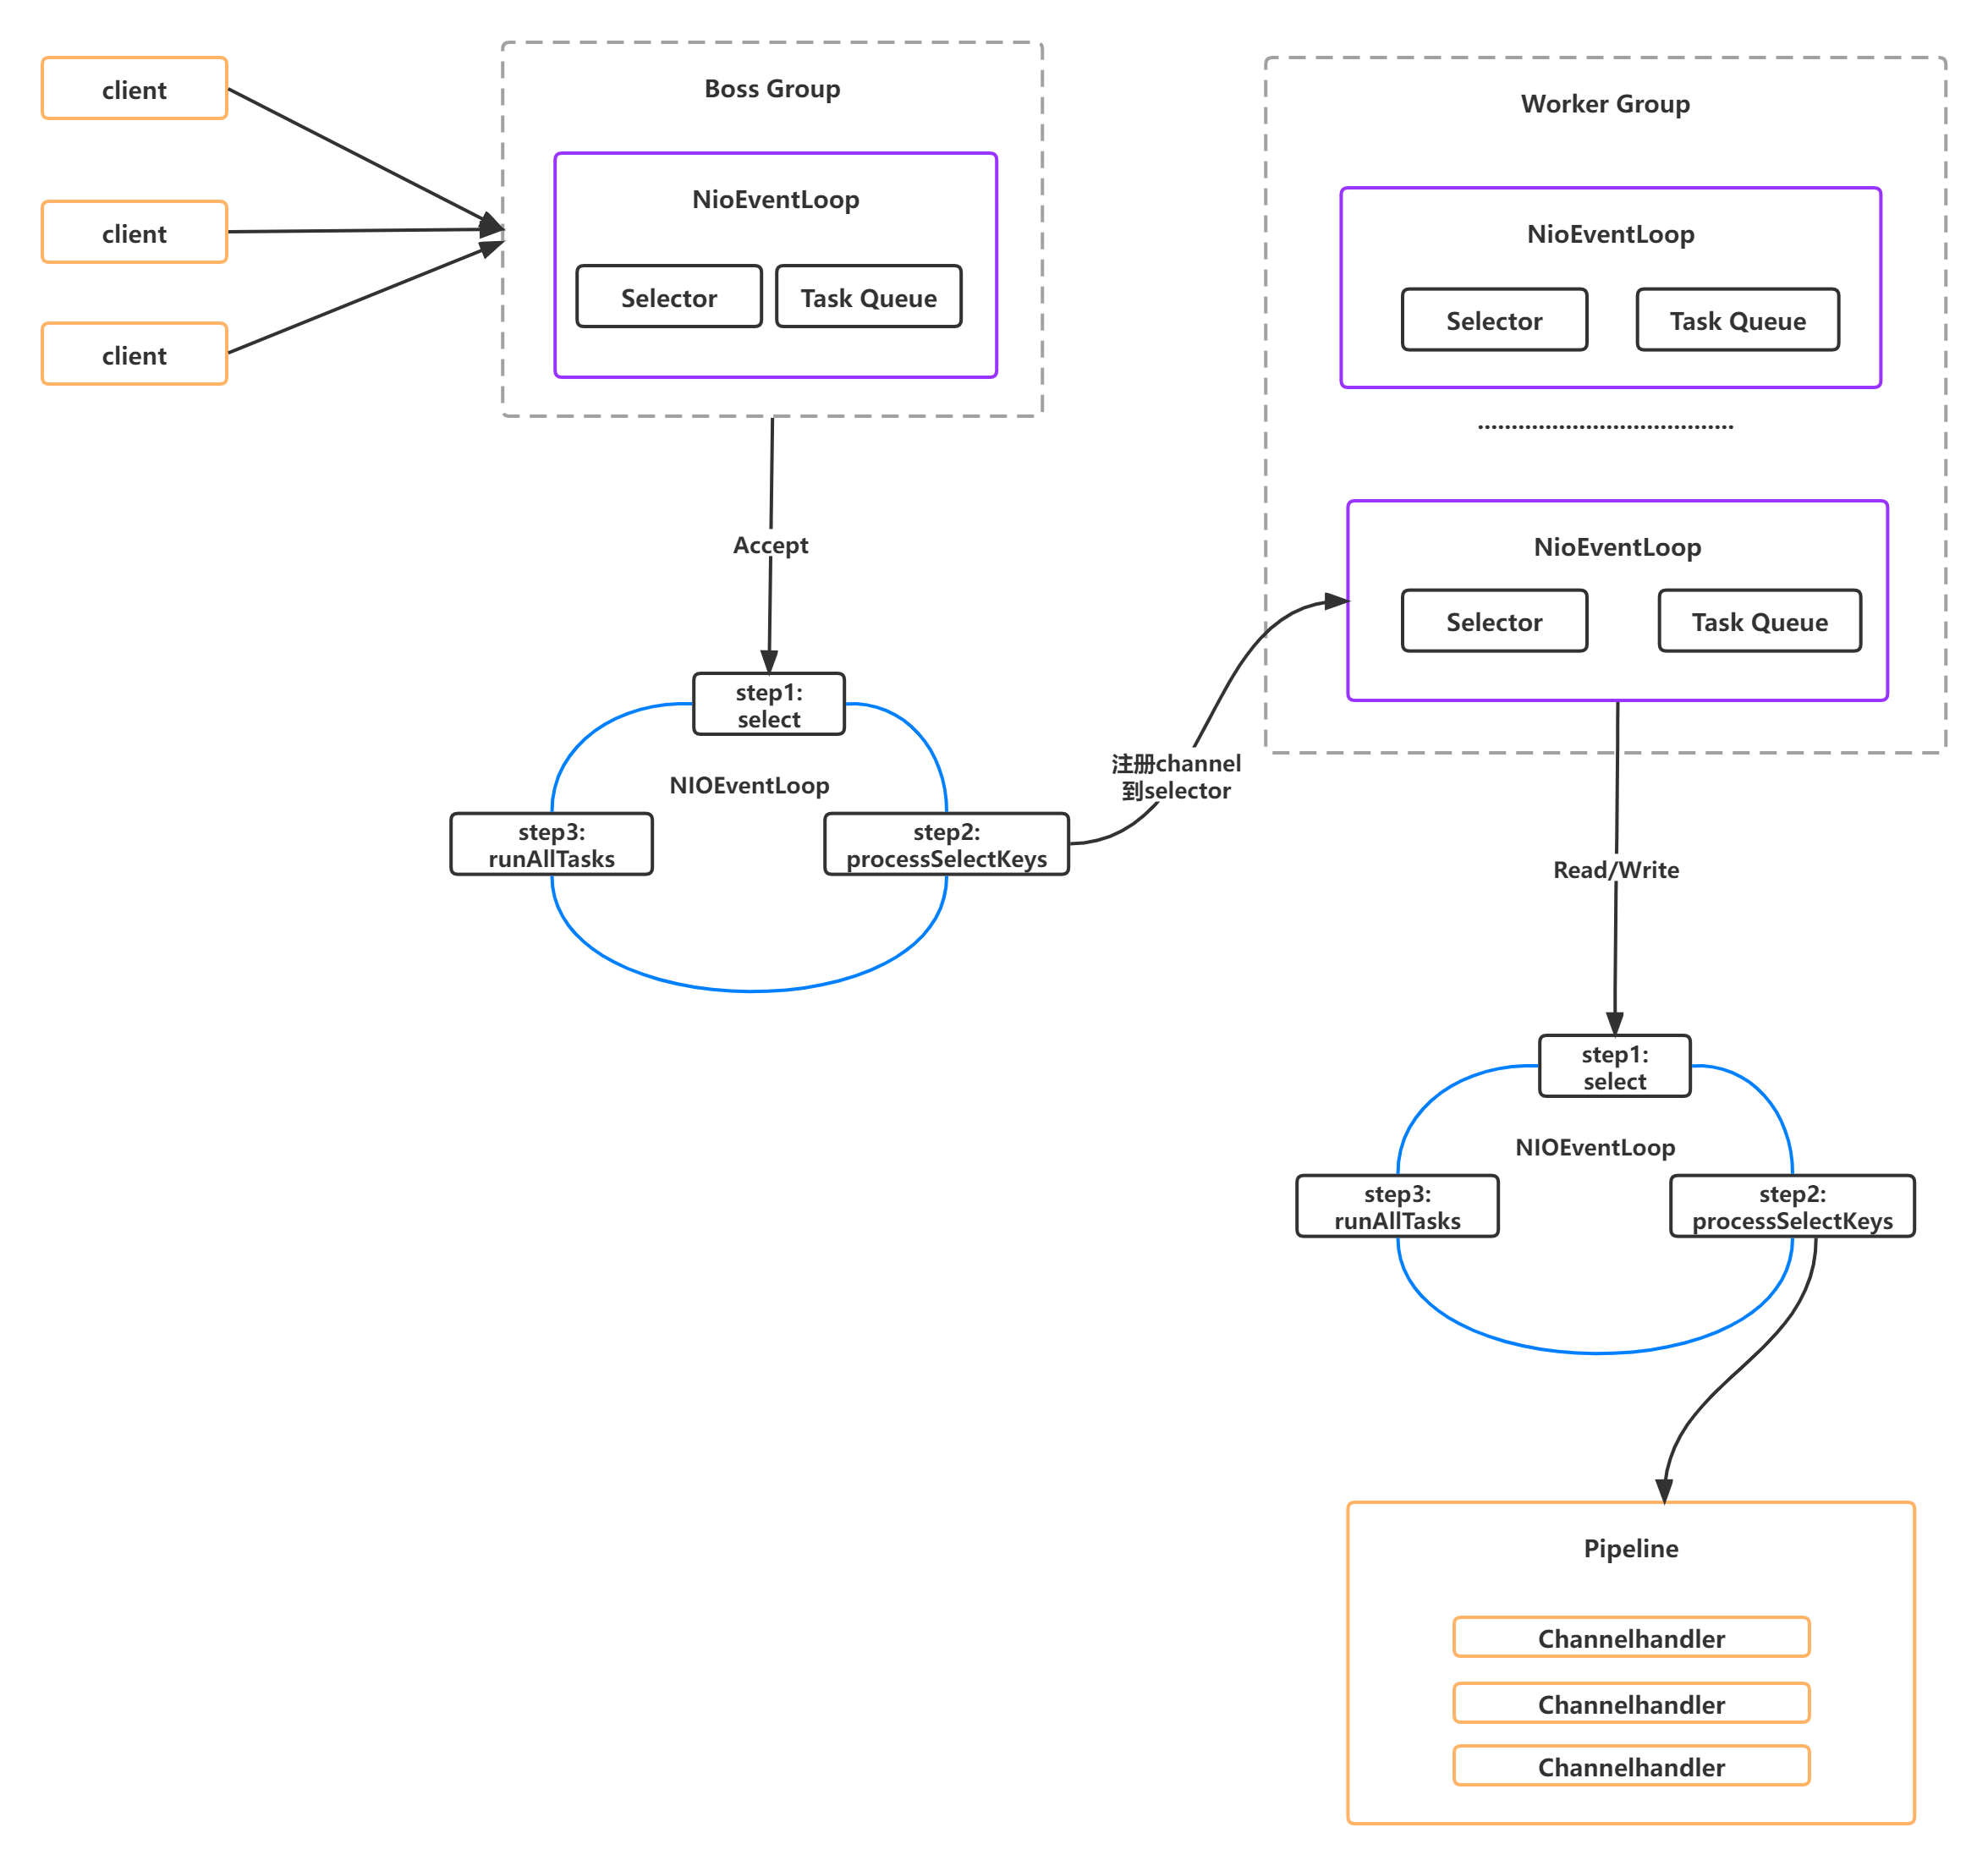 client
client
client
Boss Group
NioEventLoop
Selector
Task Queue
Accept
step1:
select
NIOEventLoop
step3:
runAllTasks
step2:
processSelectKeys
注册channel
到selector
Worker Group
NioEventLoop
Selector
Task Queue
NioEventLoop
Selector
Task Queue
Read/Write
step1:
select
NIOEventLoop
step3:
runAllTasks
step2:
processSelectKeys
Pipeline
Channelhandler
Channelhandler
Channelhandler